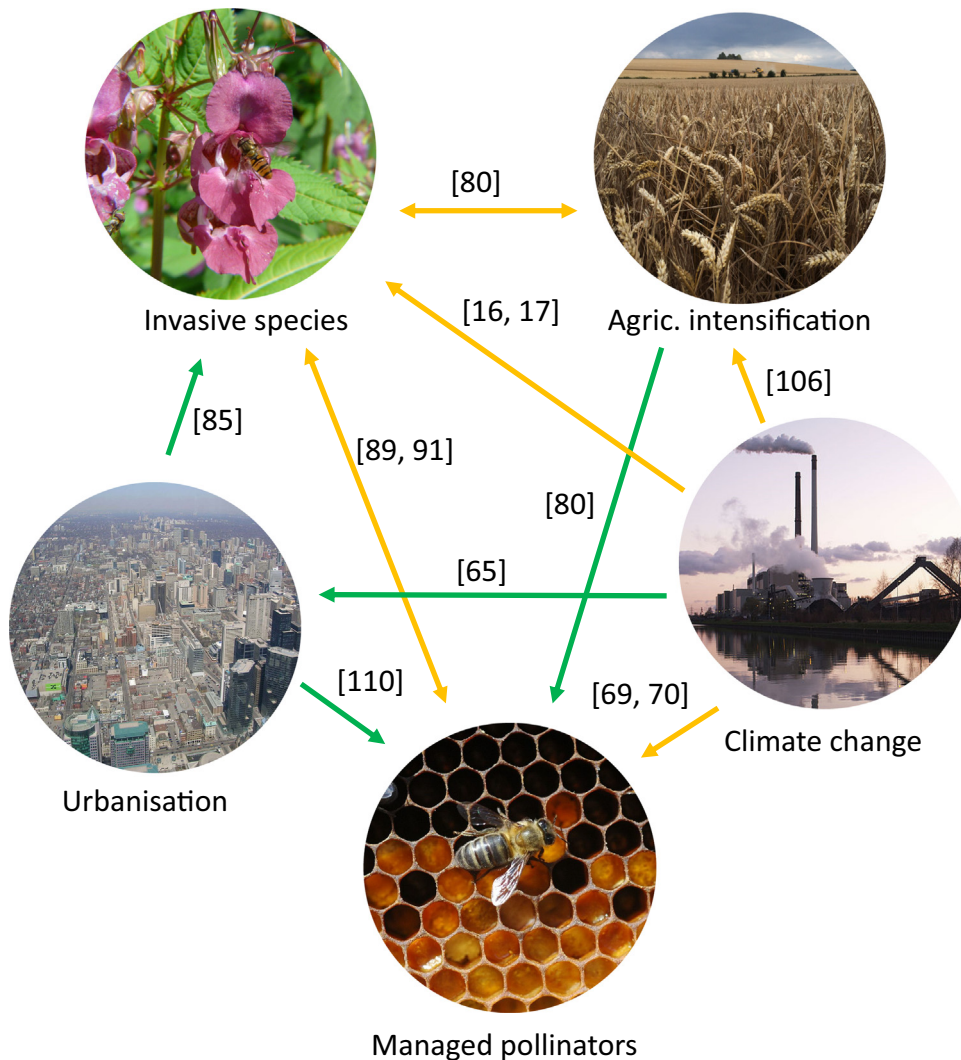 [80]
[16, 17]
Invasive species
Agric. intensification
[106]
[85]
[89, 91]
[80]
[65]
[110]
[69, 70]
Climate change
Urbanisation
Managed pollinators